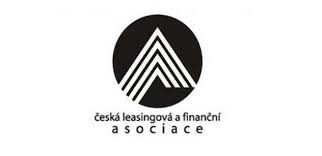 česká leasingová a finanční
asociace